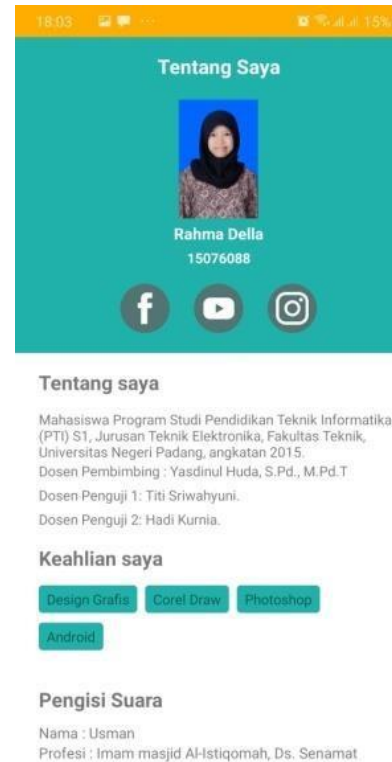 18:03
15%
Tentang Saya
Rahma Della
15076088
Tentang saya
Mahasiswa Program Studi Pendidikan Teknik Informatika
(PTI) S1, Jurusan Teknik Elektronika, Fakultas Teknik,
Universitas Negeri Padang, angkatan 2015.
Dosen Pembimbing : Yasdinul Huda, S.Pd., M.Pd.T
Dosen Penguji 1: Titi Sriwahyuni.
Dosen Penguji 2: Hadi Kurnia.
Keahlian saya
Design Grafis Corel Draw Photoshop
Android
Pengisi Suara
Nama : Usman
Profesi : Imam masjid Al-Istiqomah, Ds. Senamat